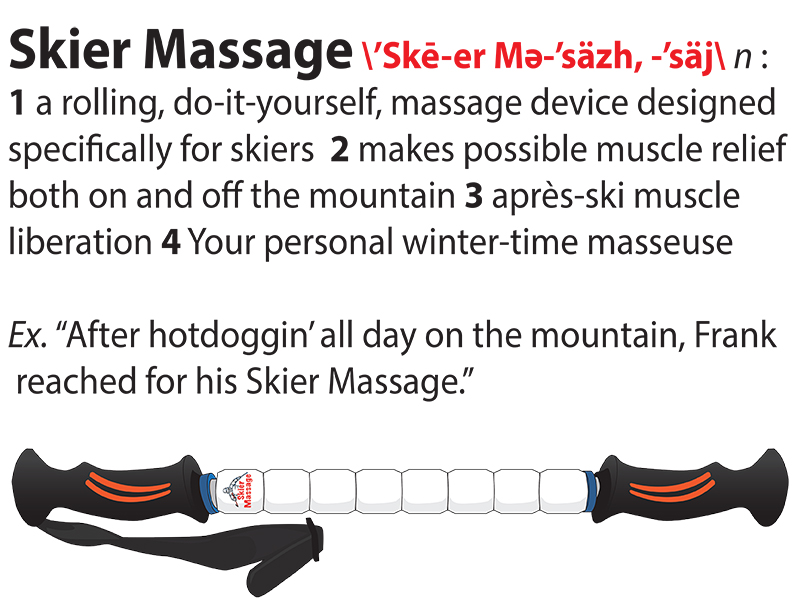 Skier Massage \'Skē-er Mə-'säzh, -'säj\ n :
1 a rolling, do-it-yourself, massage device designed
specifically for skiers 2 makes possible muscle relief
both on and off the mountain 3 après-ski muscle
liberation 4 Your personal winter-time masseuse
Ex. “After hotdoggin’ all day on the mountain, Frank
reached for his Skier Massage.”
Skier
Massage